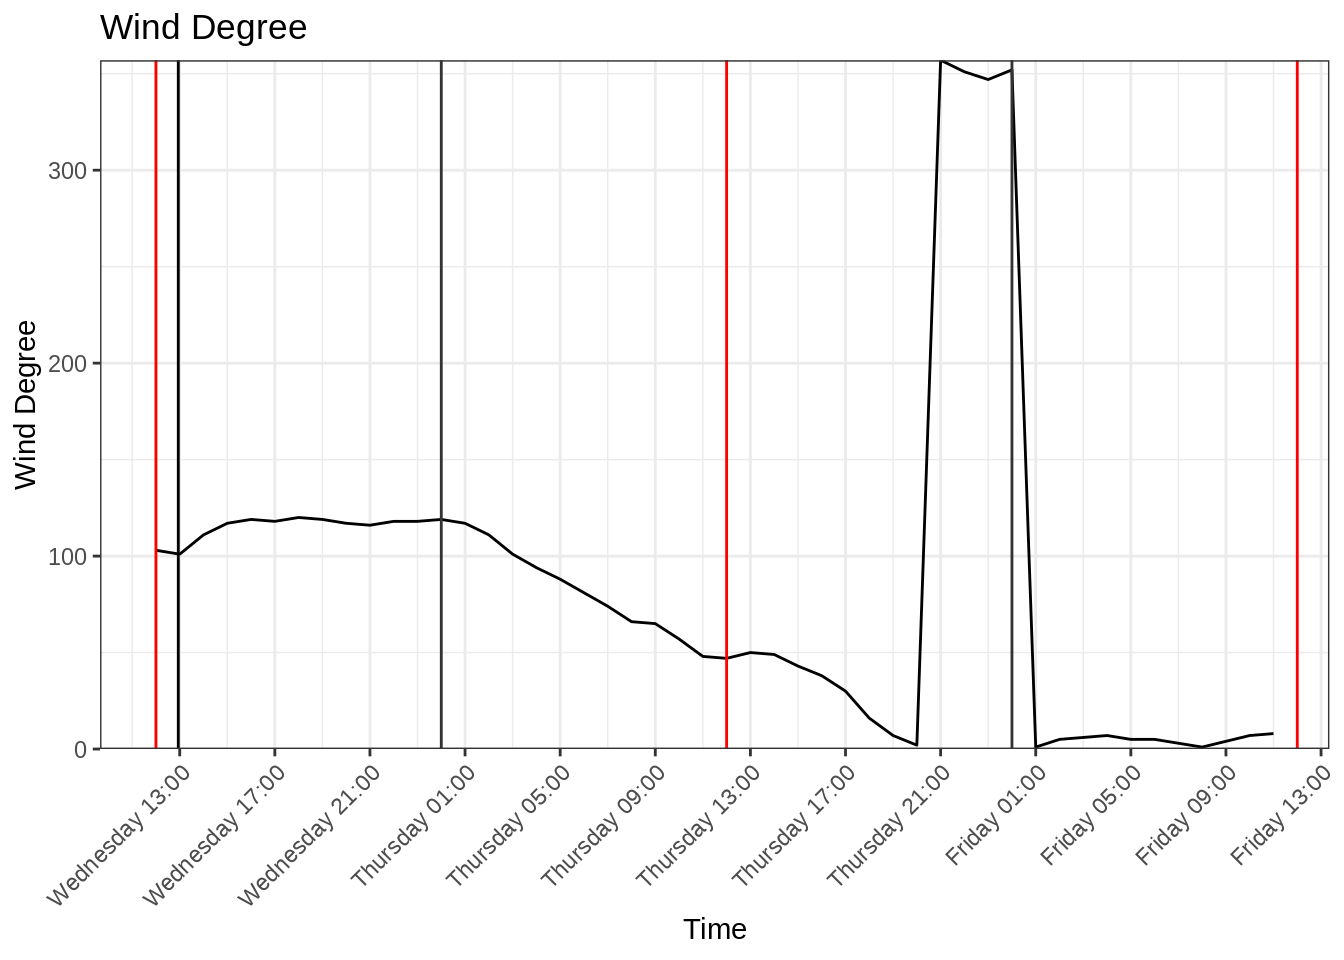 Wind Degree
Wind Degree
300
200
100
0
Wednesday 13:00
Wednesday 17:00
Wednesday 21:00
Thursday 01:00
Thursday 05:00
Thursday 09:00
Thursday 13:00
Thursday 17:00
Thursday 21:00
Friday 01:00
Friday 05:00
Friday 09:00
Friday 13:00
Time